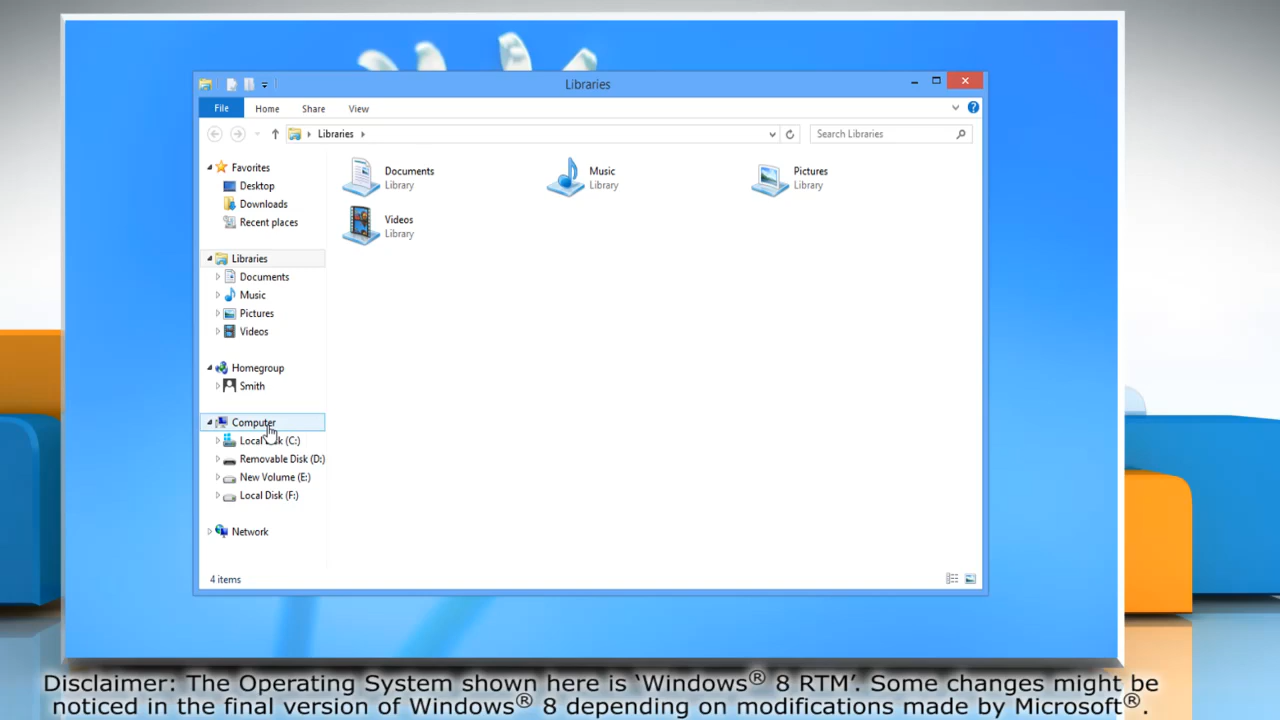 Libraries
File Home Share View
Libraries
Search Libraries
Favorites
Desktop
Downloads
Recent places
Libraries
Documents
Music
Pictures
Videos
Homegroup
Smith
Computer
Local Disk (C:)
Removable Disk (D:)
New Volume (E:)
Local Disk (F:)
Network
Documents
Library
Music
Library
Pictures
Library
Videos
Library
4 items
Disclaimer: The Operating System shown here is ‘Windows® 8 RTM’. Some changes might be
noticed in the final version of Windows® 8 depending on modifications made by Microsoft®.